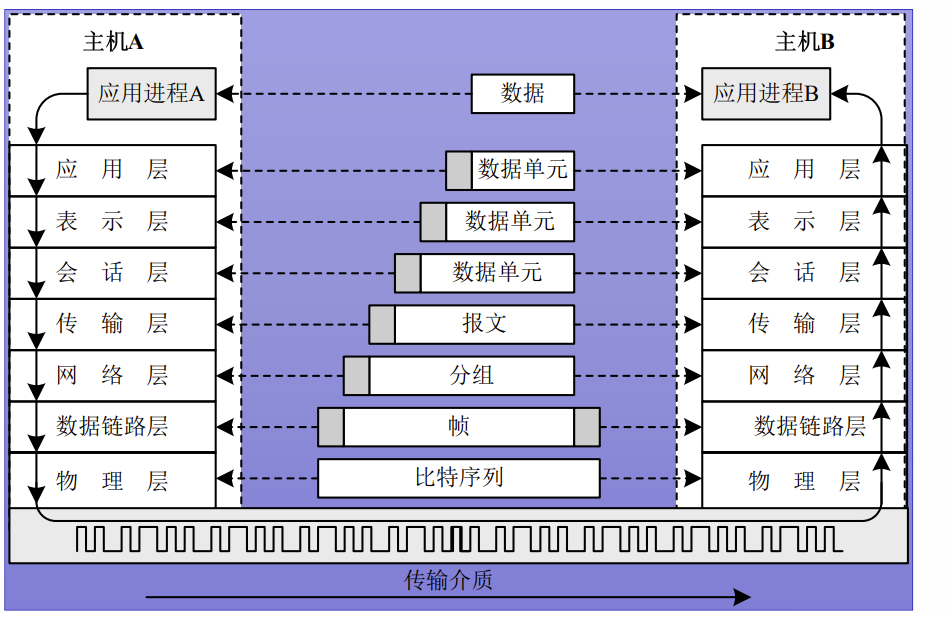 主机A 主机B
应用进程A 数据 应用进程B
应用层 数据单元 应用层
表示层 数据单元 表示层
会话层 数据单元 会话层
传输层 报文 传输层
网络层 分组 网络层
数据链路层 帧 数据链路层
物理层 比特序列 物理层
传输介质